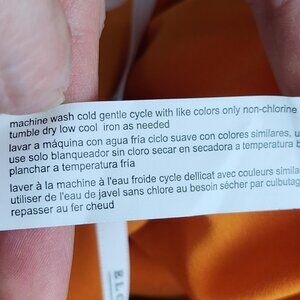 machine wash cold gentle cycle with like colors only non-chlorine
tumble dry low cool iron as needed
lavar a máquina con agua fría ciclo suave con colores similares, u
use solo blanqueador sin cloro secar en secadora a temperatura b
planchar a temperatura fría
laver à la machine à l'eau froide cycle dellicat avec couleurs simila
utiliser de l'eau de javel sans chlore au besoin sécher par culbutag
repasser au fer cheud
ELO